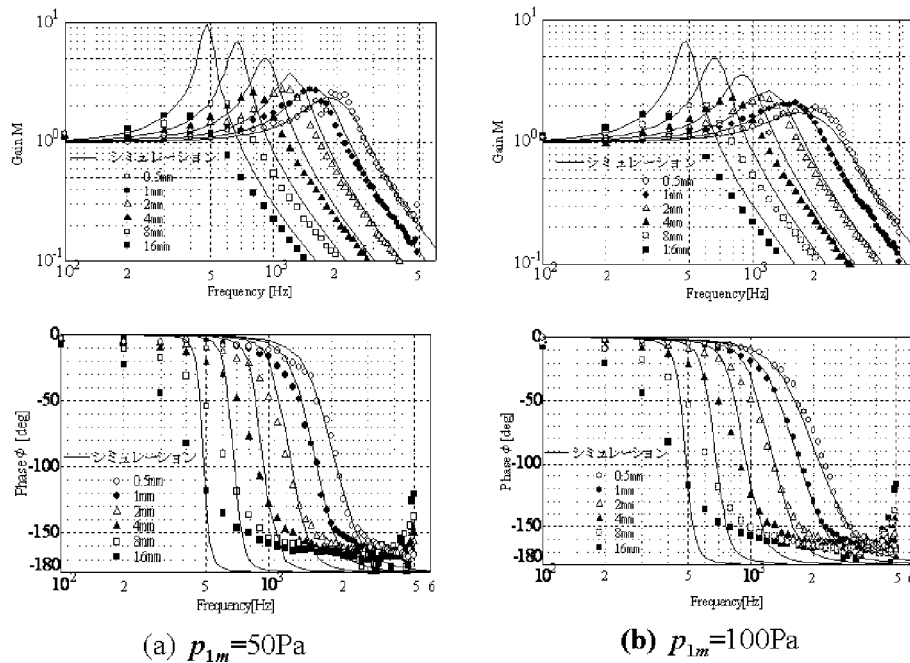 10¹
10⁰
10⁻¹
Gain M
シミュレーション
0.5mm
1mm
2mm
4mm
8mm
16mm
10² 2 5 10³ 2 5
Frequency [Hz]
10¹
10⁰
10⁻¹
Gain M
シミュレーション
0.5mm
1mm
2mm
4mm
8mm
16mm
10² 2 5 10³ 2 5
Frequency [Hz]
0
-50
-100
-150
-180
Phase ϕ [deg]
シミュレーション
0.5mm
1mm
2mm
4mm
8mm
16mm
10² 2 5 10³ 2 5 6
Frequency[Hz]
0
-50
-100
-150
-180
Phase ϕ [deg]
シミュレーション
0.5mm
1mm
2mm
4mm
8mm
16mm
10² 2 5 10³ 2 5 6
Frequency[Hz]
(a) p₁ₘ=50Pa
(b) p₁ₘ=100Pa